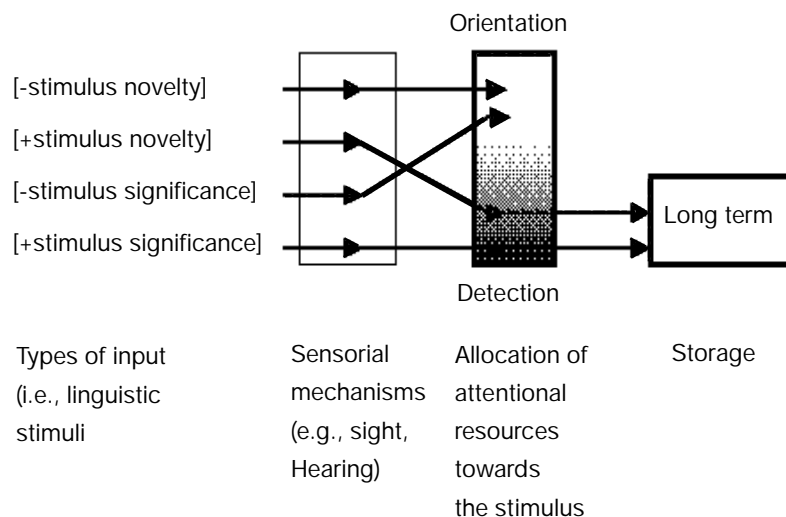 Orientation
[-stimulus novelty]
[+stimulus novelty]
[-stimulus significance]
[+stimulus significance]
Long term
Detection
Types of input
(i.e., linguistic
stimuli
Sensorial
mechanisms
(e.g., sight,
Hearing)
Allocation of
attentional
resources
towards
the stimulus
Storage